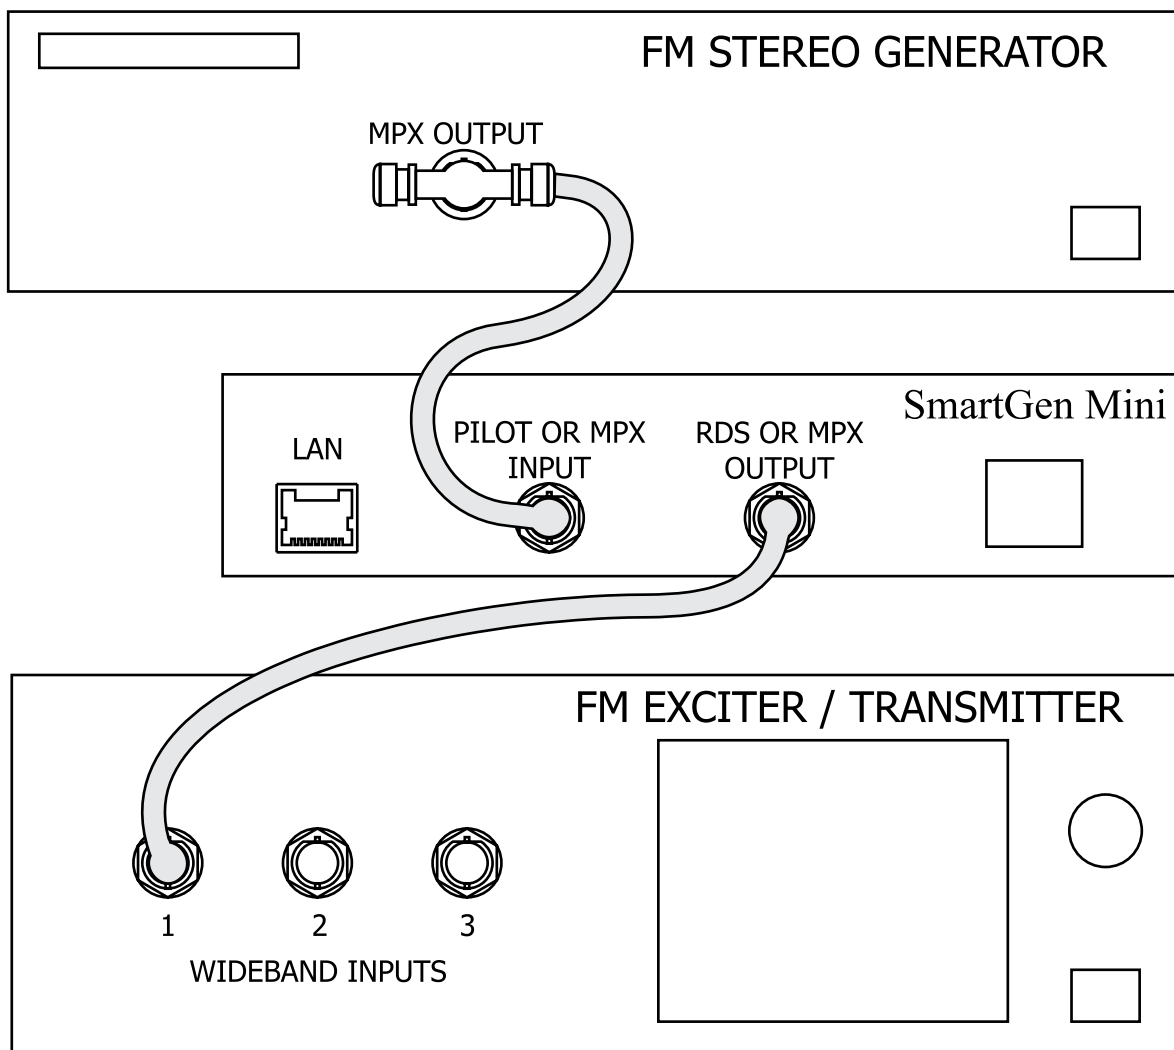 FM STEREO GENERATOR
MPX OUTPUT
SmartGen Mini
LAN
PILOT OR MPX
INPUT
RDS OR MPX
OUTPUT
FM EXCITER / TRANSMITTER
1
2
3
WIDEBAND INPUTS